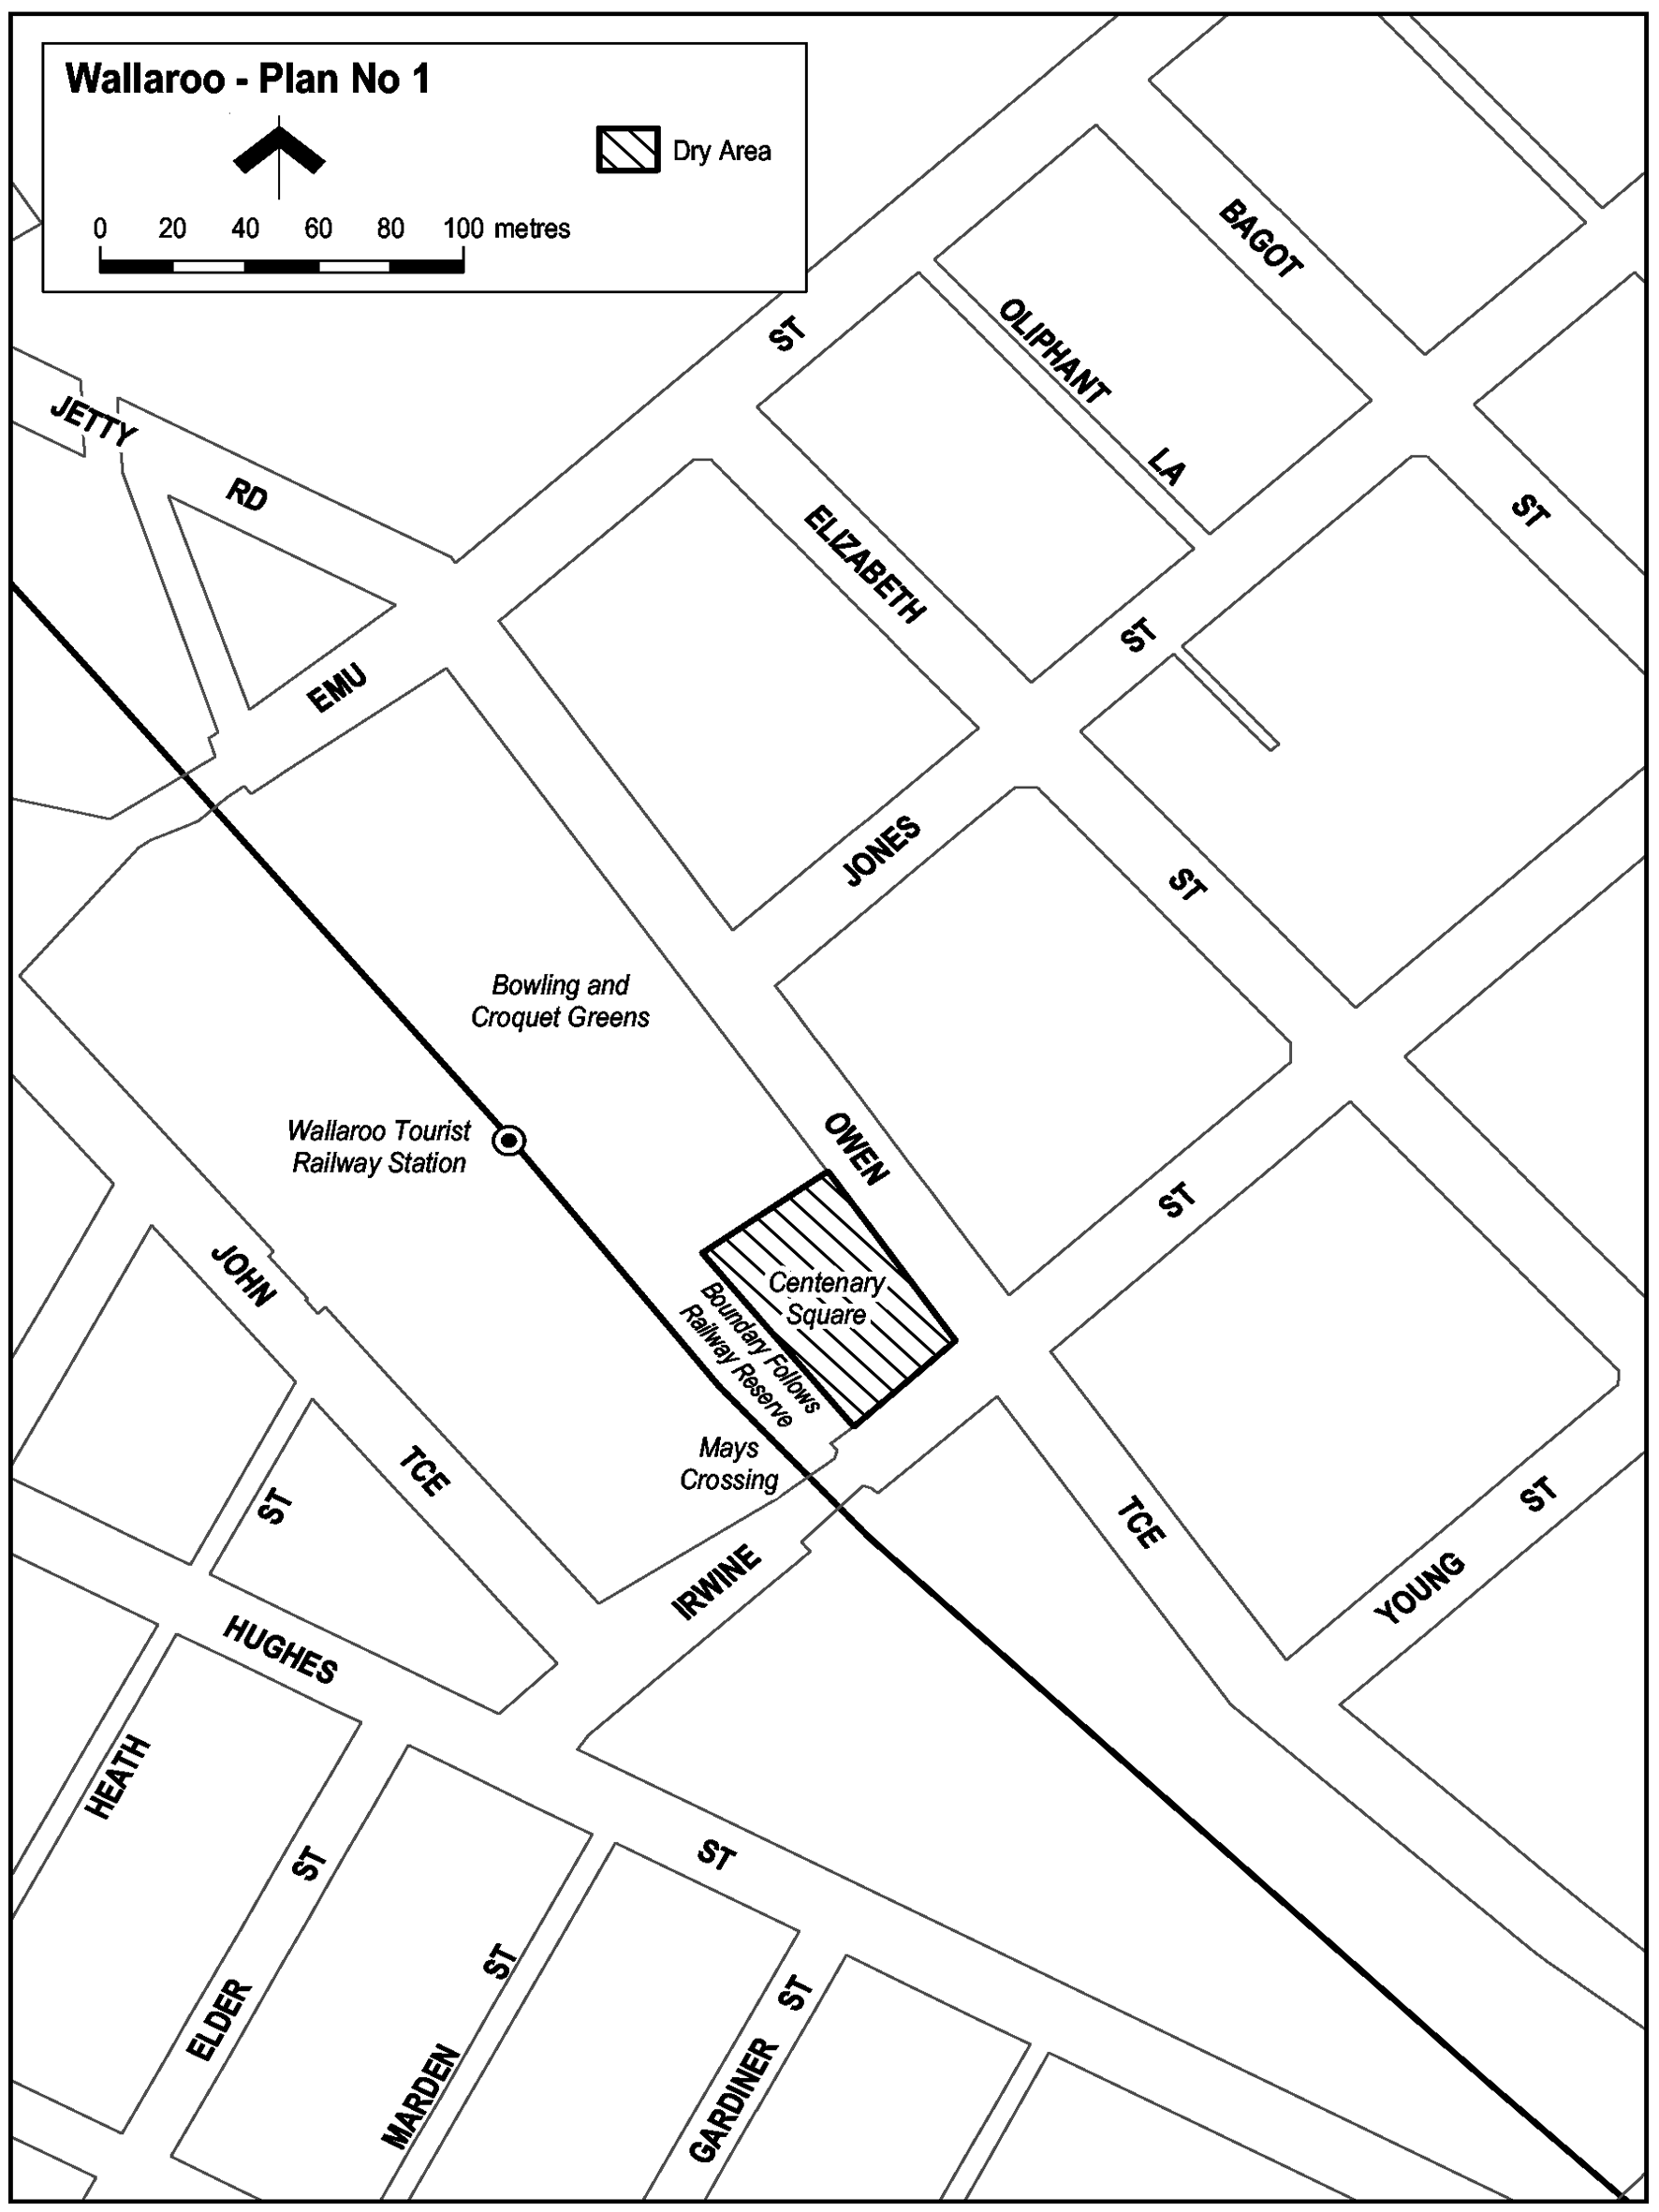 Wallaroo - Plan No 1
Dry Area
0 20 40 60 80 100 metres
BAGOT
ST
OLIPHANT
LA
ST
JETTY
RD
ELIZABETH
ST
ST
EMU
JONES
ST
Bowling and
Croquet Greens
Wallaroo Tourist
Railway Station
OWEN
ST
JOHN
Centenary
Square
Boundary Follows
Railway Reserve
Mays
Crossing
TCE
ST
TCE
ST
IRWINE
YOUNG
HUGHES
HEATH
ST
ST
ELDER
ST
MARDEN
ST
GARDINER